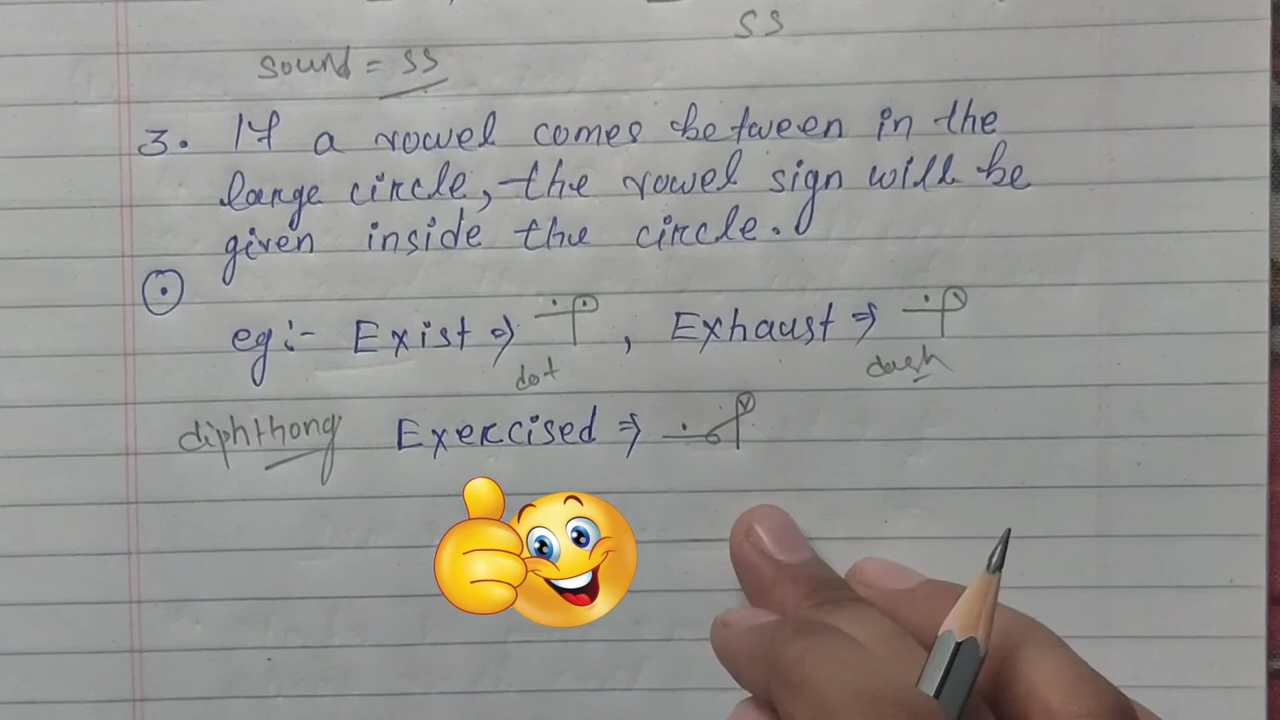 ss
sound = ss
3. If a vowel comes between in the
large circle, the vowel sign will be
given inside the circle.
eg:- Exist ⇒ , Exhaust ⇒
dot dash
diphthong Exercised ⇒